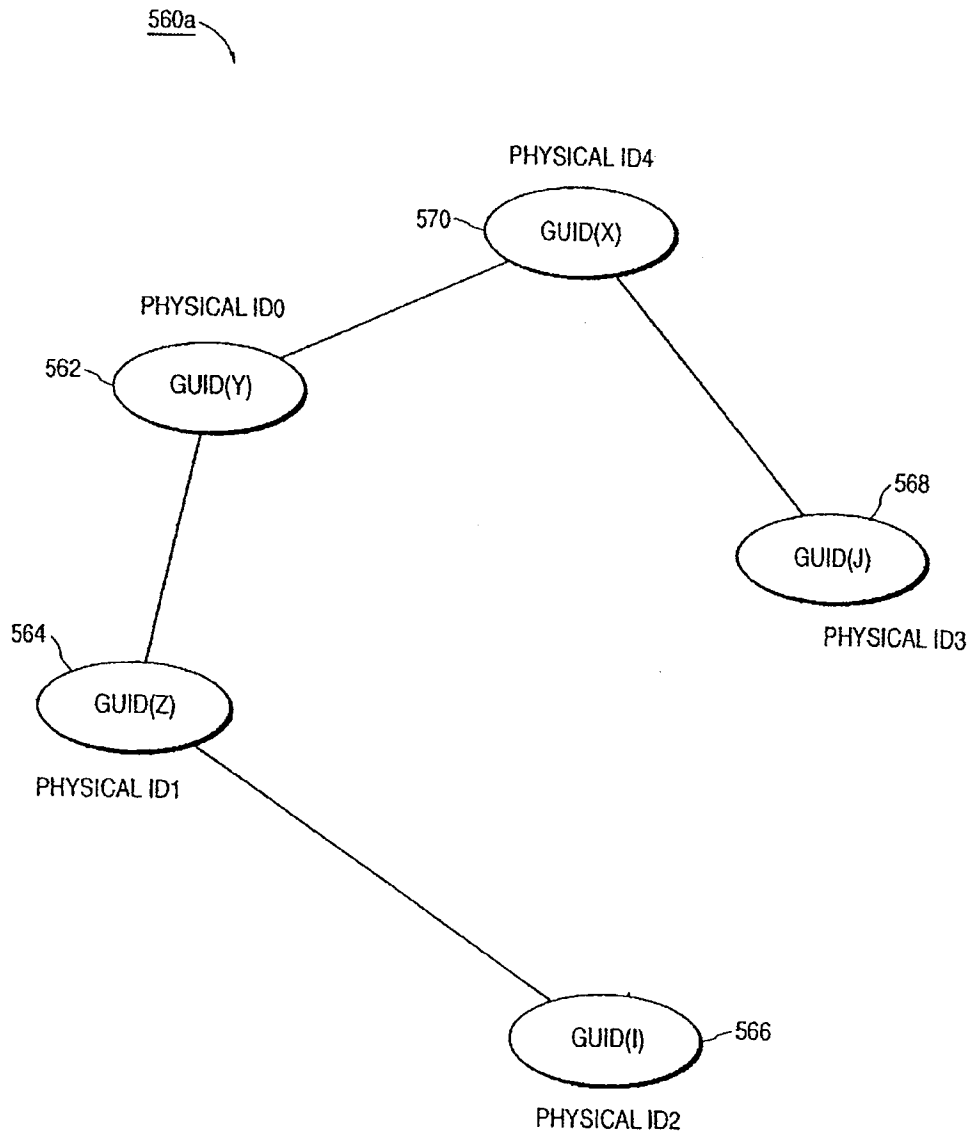 560a
PHYSICAL ID4
570
GUID(X)
PHYSICAL ID0
562
GUID(Y)
568
GUID(J)
PHYSICAL ID3
564
GUID(Z)
PHYSICAL ID1
GUID(I)
566
PHYSICAL ID2